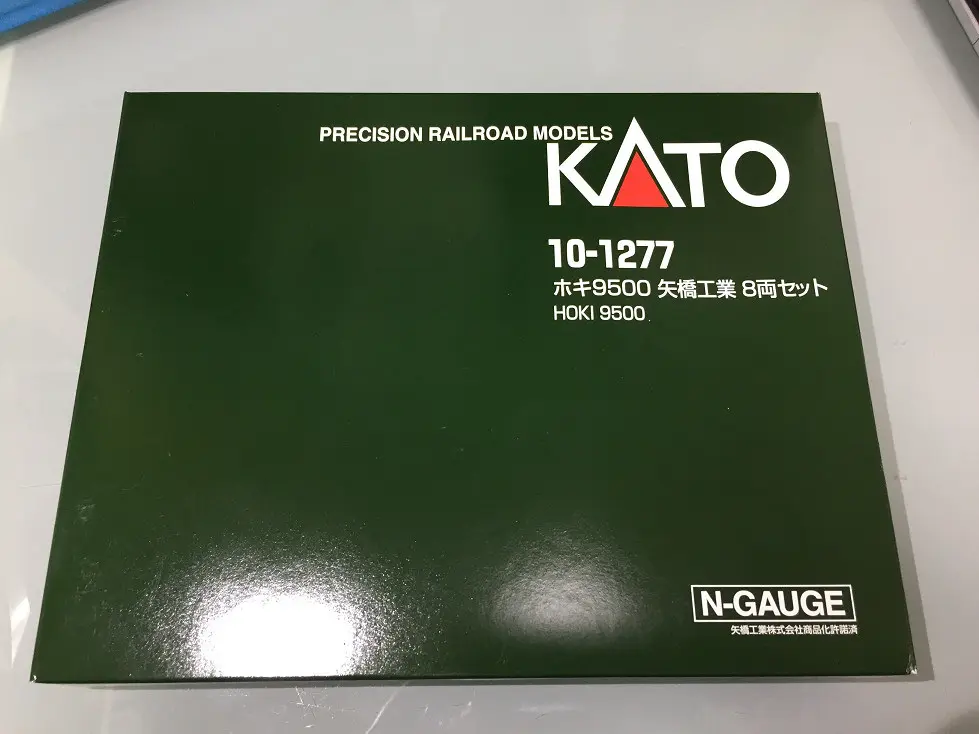 PRECISION RAILROAD MODELS
KATO
10-1277
ホキ9500 矢橋工業 8両セット
HOKI 9500
N-GAUGE
矢橋工業株式会社商品化許諾済